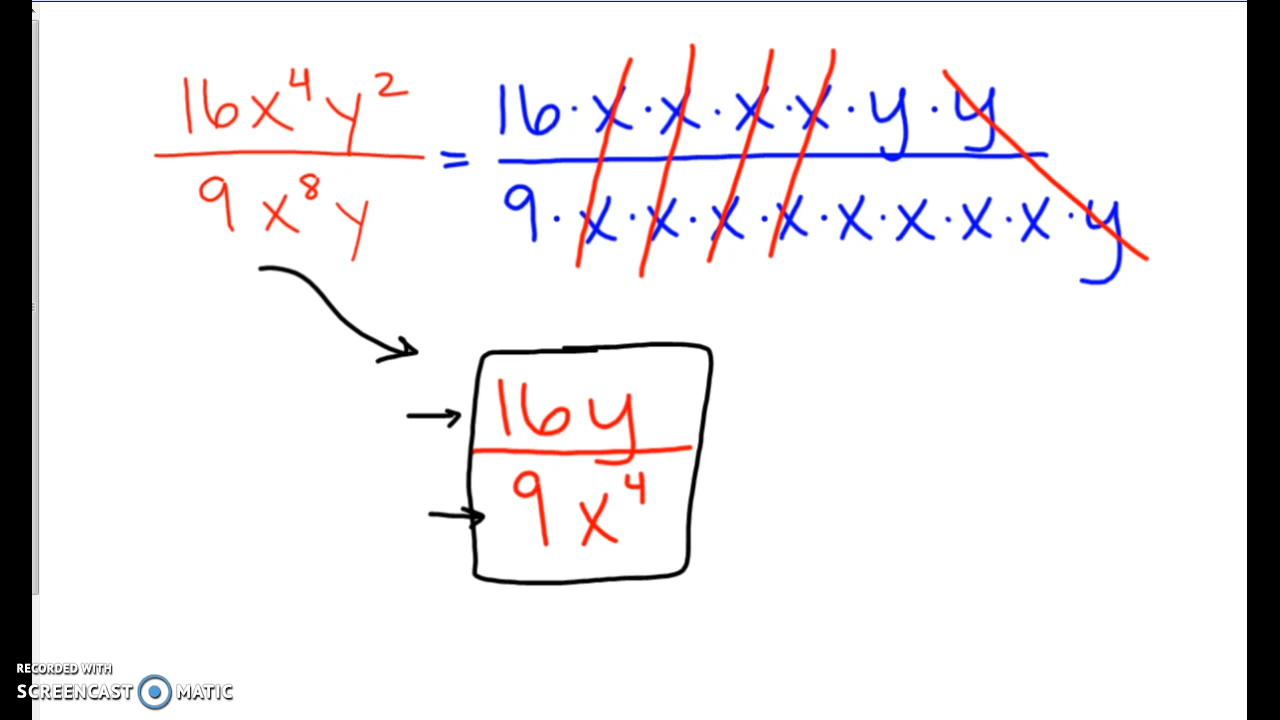 16x⁴y²
9x⁸y
=
16·x·x·x·x·y·y
9·x·x·x·x·x·x·x·x·y
16y
9x⁴
RECORDED WITH
SCREENCAST MATIC